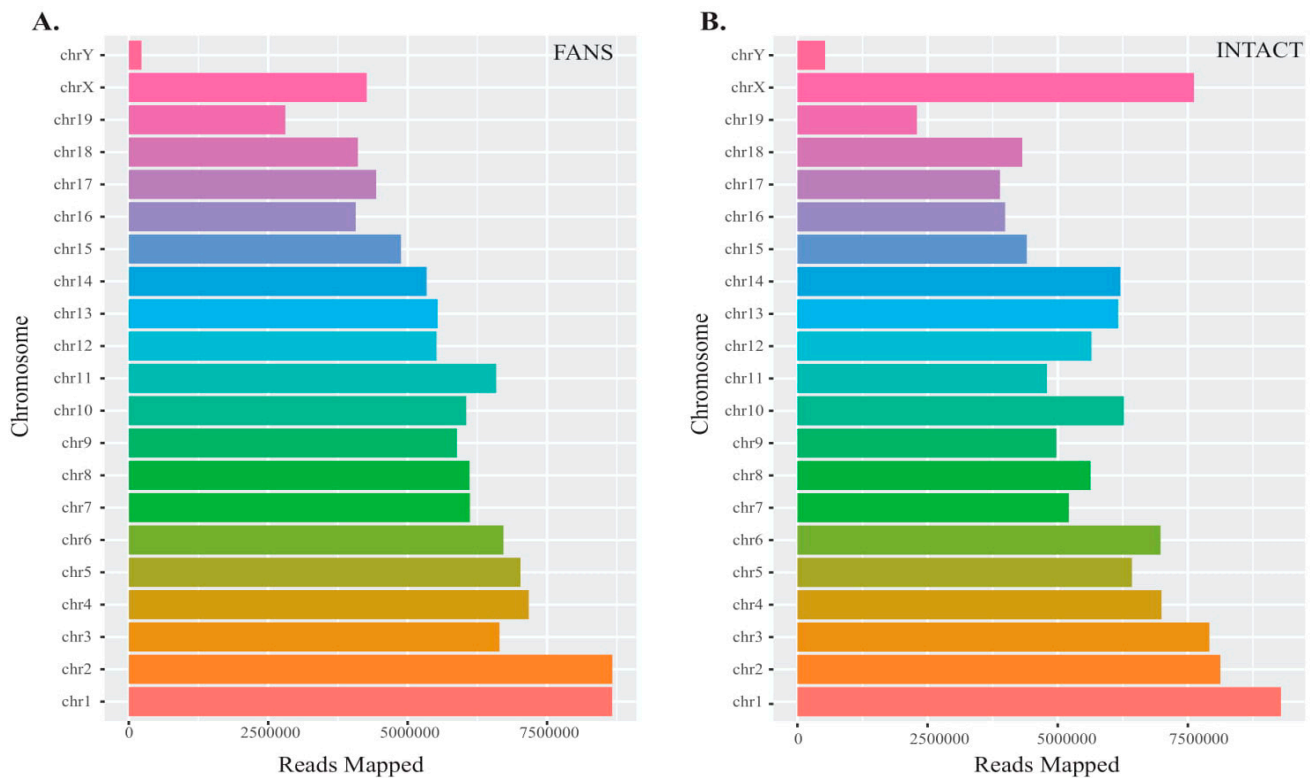 A.
FANS
chrY
chrX
chr19
chr18
chr17
chr16
chr15
chr14
chr13
chr12
chr11
chr10
chr9
chr8
chr7
chr6
chr5
chr4
chr3
chr2
chr1
Chromosome
0 2500000 5000000 7500000
Reads Mapped
B.
INTACT
chrY
chrX
chr19
chr18
chr17
chr16
chr15
chr14
chr13
chr12
chr11
chr10
chr9
chr8
chr7
chr6
chr5
chr4
chr3
chr2
chr1
Chromosome
0 2500000 5000000 7500000
Reads Mapped